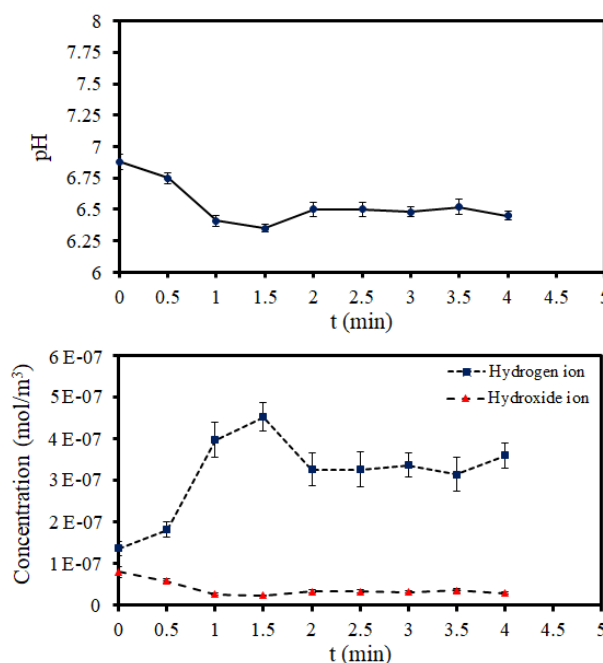 8
7.75
7.5
7.25
7
6.75
6.5
6.25
6
pH
0 0.5 1 1.5 2 2.5 3 3.5 4 4.5 5
t (min)
6 E-07
5 E-07
4 E-07
3 E-07
2 E-07
1 E-07
0
Concentration (mol/m³)
Hydrogen ion
Hydroxide ion
0 0.5 1 1.5 2 2.5 3 3.5 4 4.5 5
t (min)